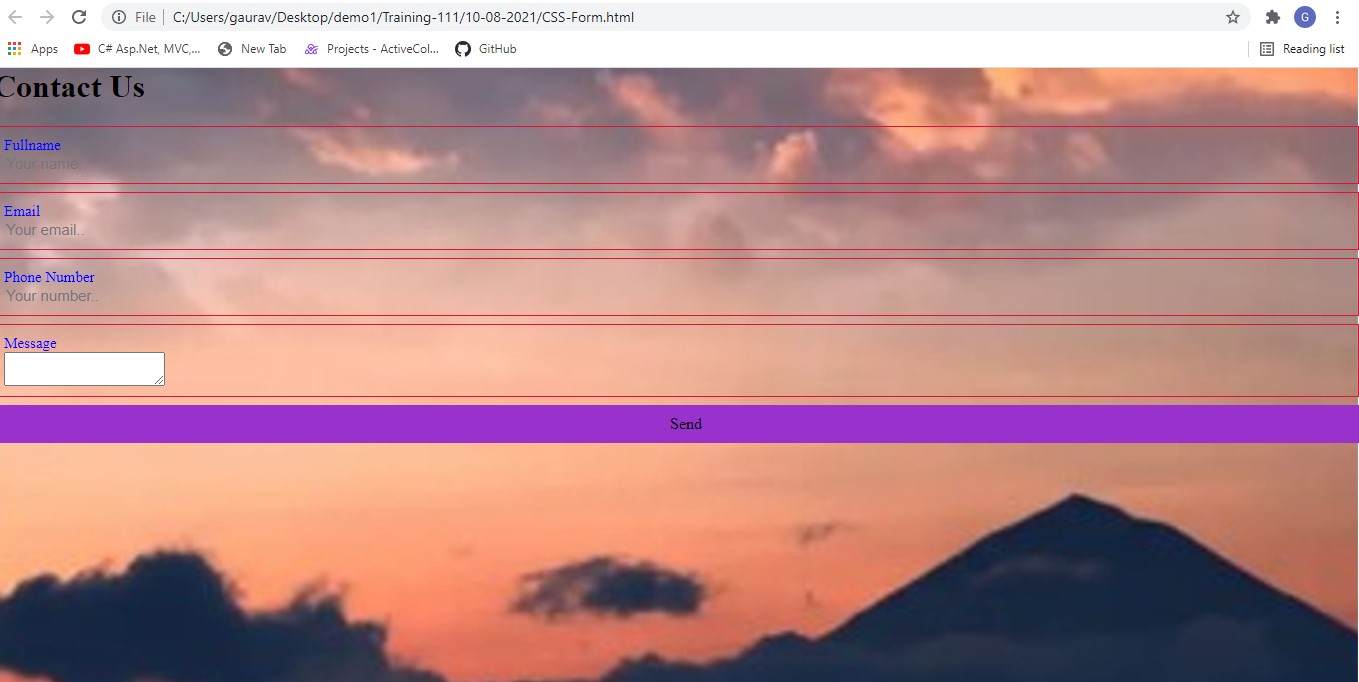 File C:/Users/gaurav/Desktop/demo1/Training-111/10-08-2021/CSS-Form.html G
Apps C# Asp.Net, MVC,... New Tab Projects - ActiveCol... GitHub Reading list
Contact Us
Fullname
Your name..
Email
Your email..
Phone Number
Your number..
Message
Send